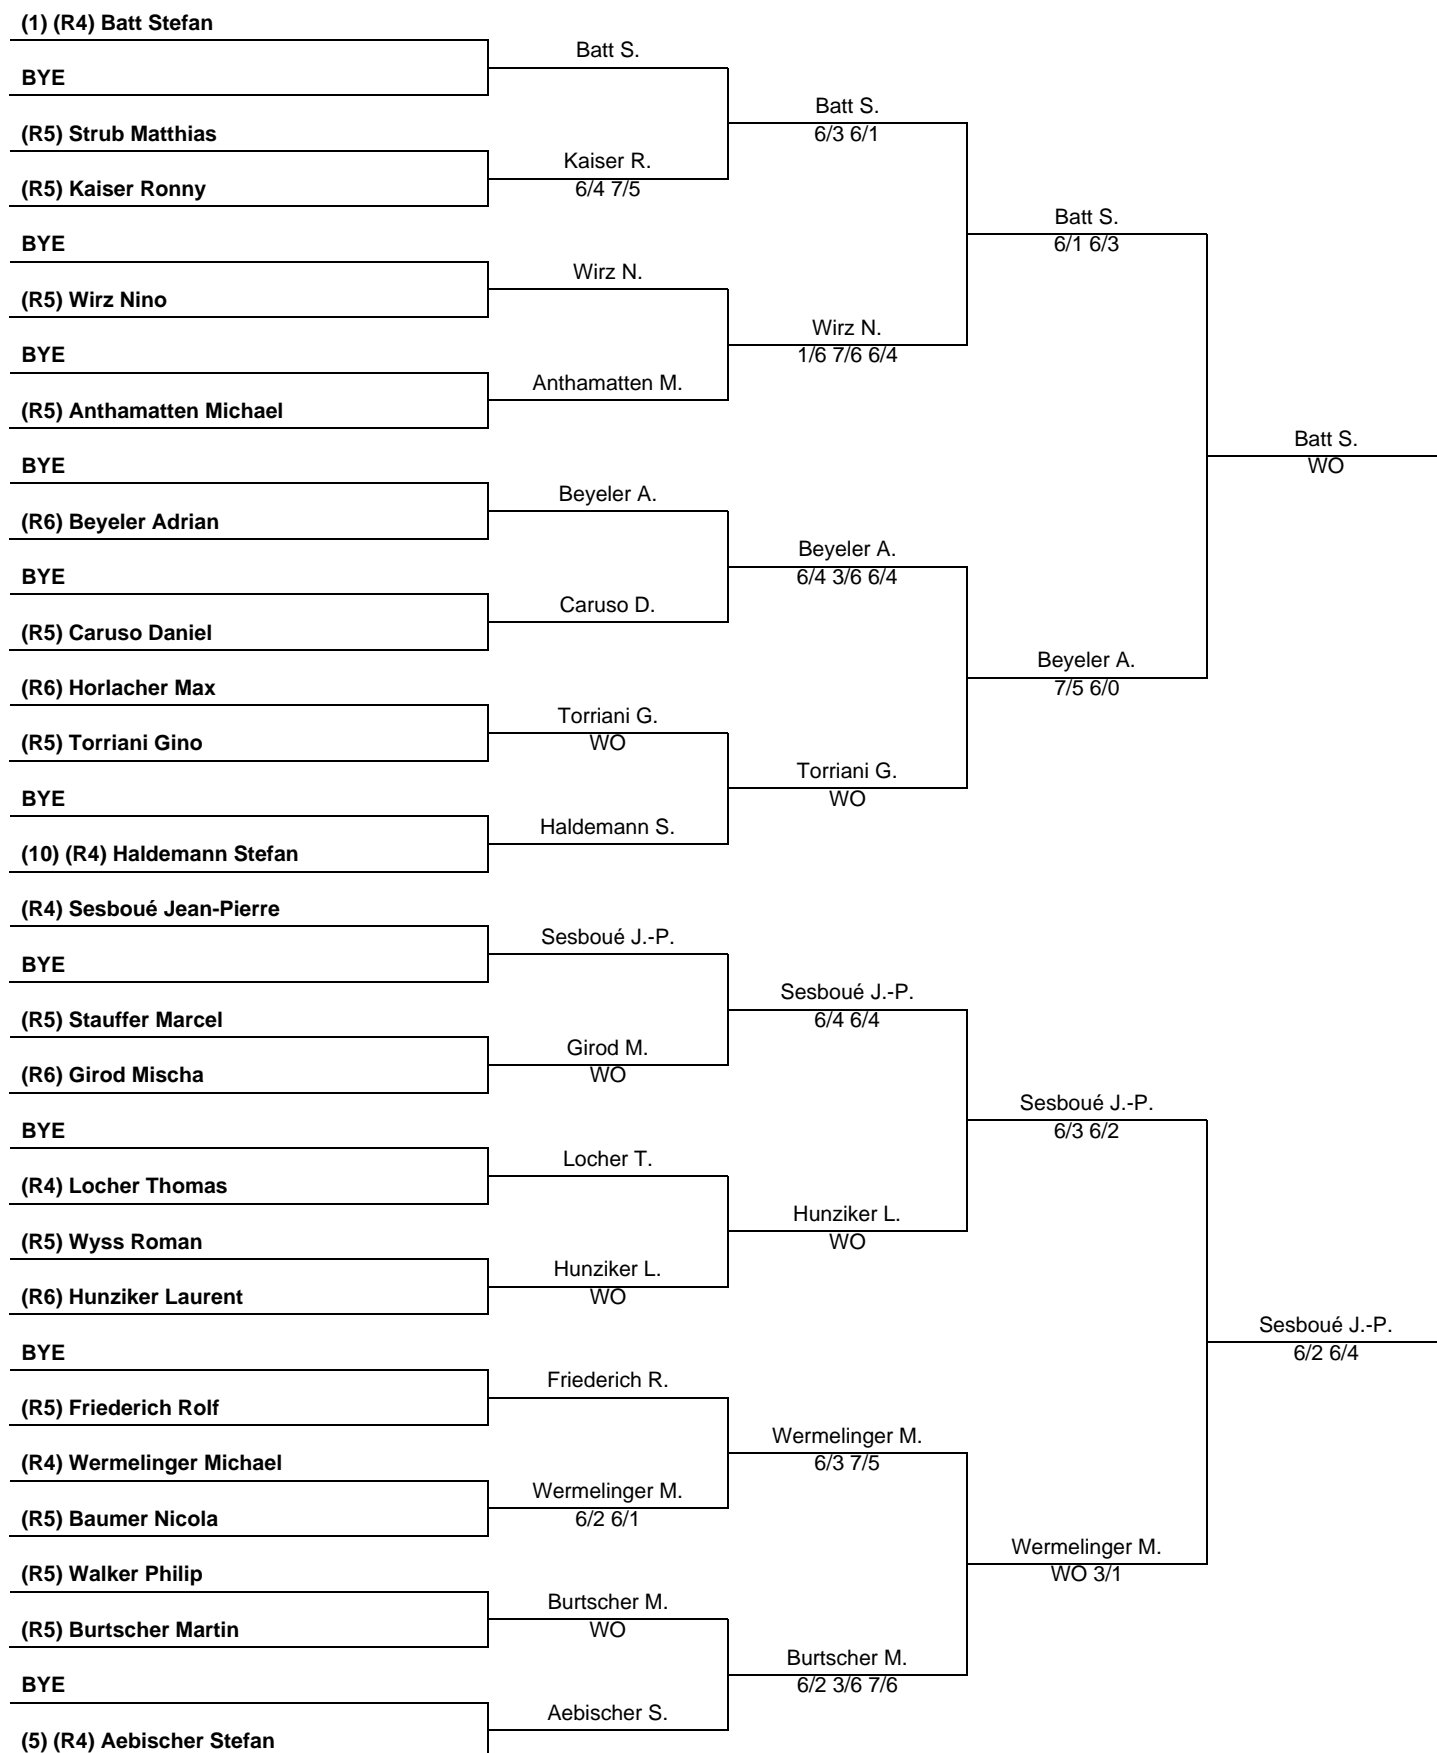 (1) (R4) Batt Stefan
BYE
(R5) Strub Matthias
(R5) Kaiser Ronny
BYE
(R5) Wirz Nino
BYE
(R5) Anthamatten Michael
BYE
(R6) Beyeler Adrian
BYE
(R5) Caruso Daniel
(R6) Horlacher Max
(R5) Torriani Gino
BYE
(10) (R4) Haldemann Stefan
(R4) Sesboué Jean-Pierre
BYE
(R5) Stauffer Marcel
(R6) Girod Mischa
BYE
(R4) Locher Thomas
(R5) Wyss Roman
(R6) Hunziker Laurent
BYE
(R5) Friederich Rolf
(R4) Wermelinger Michael
(R5) Baumer Nicola
(R5) Walker Philip
(R5) Burtscher Martin
BYE
(5) (R4) Aebischer Stefan
Batt S.
Kaiser R.
6/4 7/5
Wirz N.
Anthamatten M.
Beyeler A.
Caruso D.
Torriani G.
WO
Haldemann S.
Sesboué J.-P.
Girod M.
WO
Locher T.
Hunziker L.
WO
Friederich R.
Wermelinger M.
6/2 6/1
Burtscher M.
WO
Aebischer S.
Batt S.
6/3 6/1
Wirz N.
1/6 7/6 6/4
Beyeler A.
6/4 3/6 6/4
Torriani G.
WO
Sesboué J.-P.
6/4 6/4
Hunziker L.
WO
Wermelinger M.
6/3 7/5
Burtscher M.
6/2 3/6 7/6
Batt S.
6/1 6/3
Beyeler A.
7/5 6/0
Sesboué J.-P.
6/3 6/2
Wermelinger M.
WO 3/1
Batt S.
WO
Sesboué J.-P.
6/2 6/4